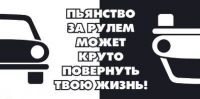 ПЬЯНСТВО
ЗА РУЛЕМ
МОЖЕТ
КРУТО
ПОВЕРНУТЬ
ТВОЮ ЖИЗНЬ!